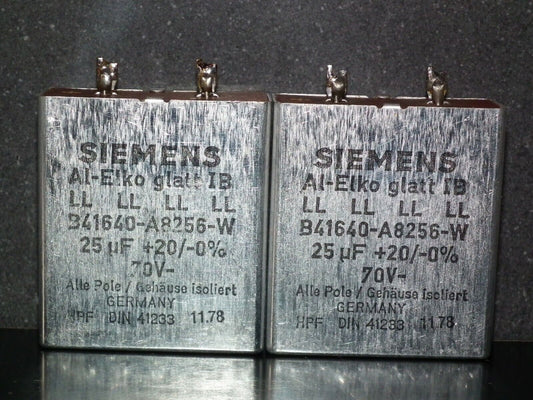 SIEMENS
Al-Elko glatt IB
LL LL LL LL
B41640-A8256-W
25 µF +20/-0%
70V-
Alle Pole / Gehäuse isoliert
GERMANY
HPF DIN 41233 11.78
SIEMENS
Al-Elko glatt IB
LL LL LL LL
B41640-A8256-W
25 µF +20/-0%
70V-
Alle Pole / Gehäuse isoliert
GERMANY
HPF DIN 41233 11.78